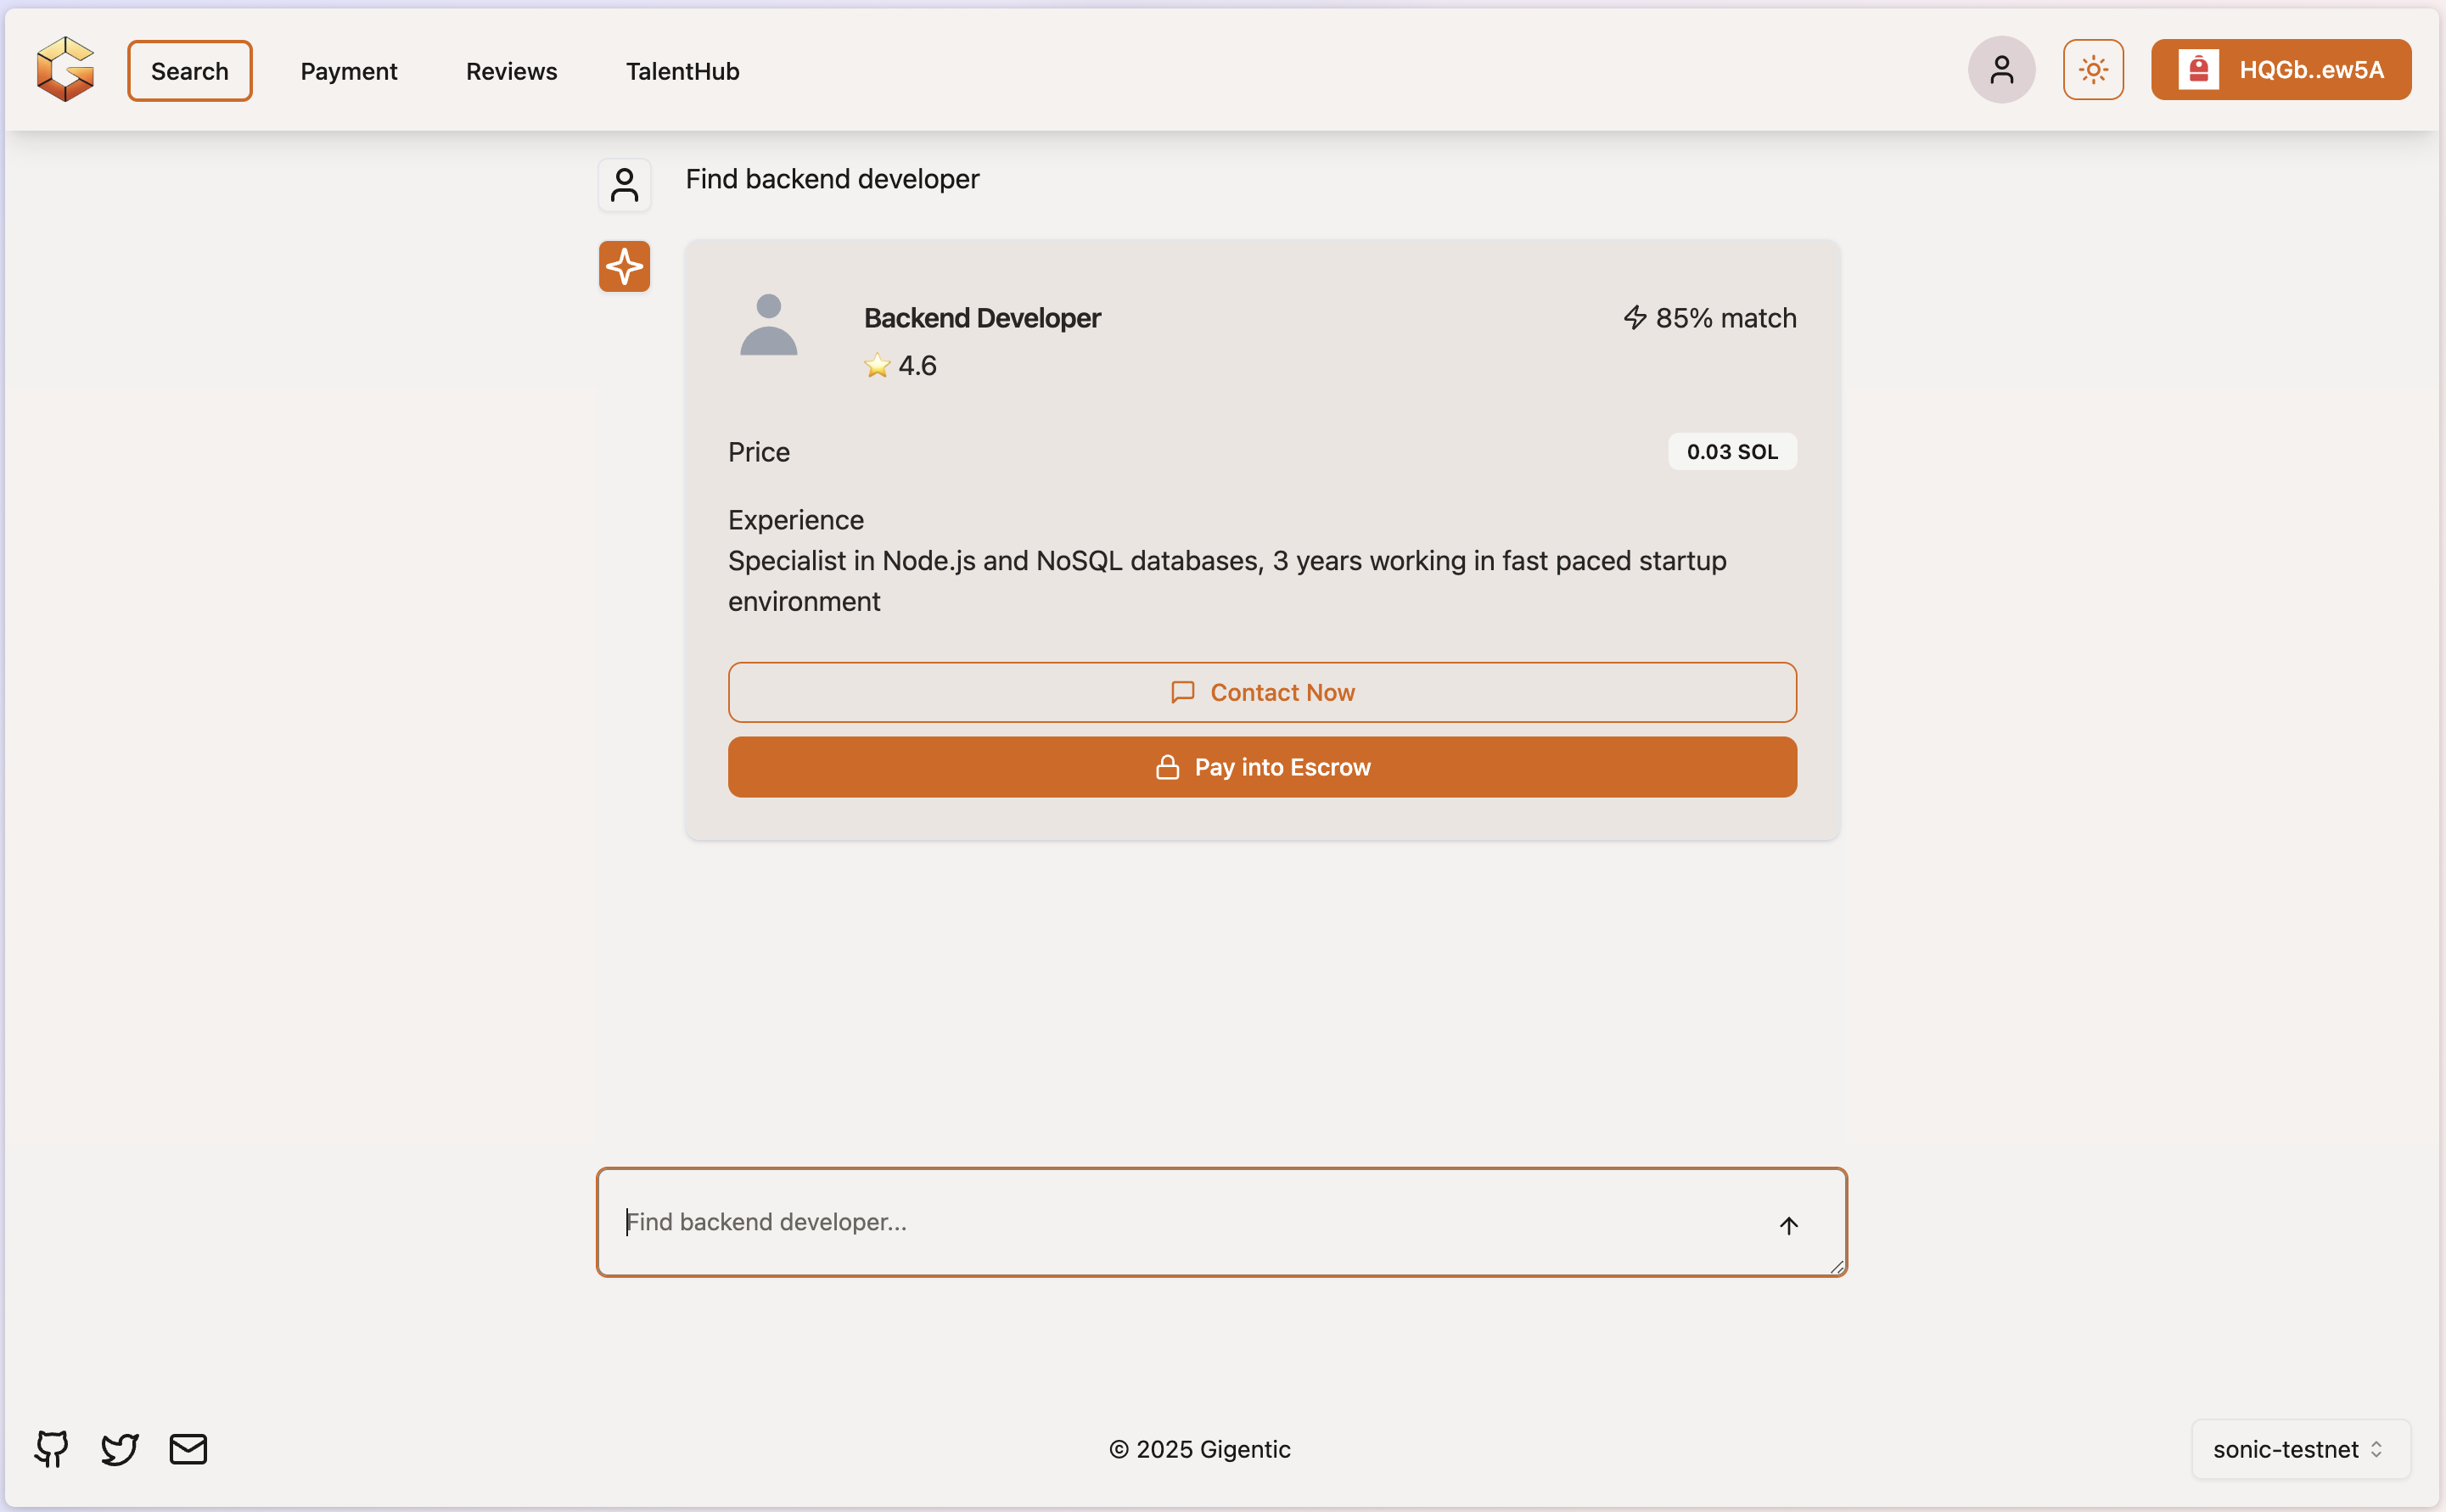 Search
Payment
Reviews
TalentHub
HQGb..ew5A
Find backend developer
Backend Developer
85% match
4.6
Price
0.03 SOL
Experience
Specialist in Node.js and NoSQL databases, 3 years working in fast paced startup
environment
Contact Now
Pay into Escrow
Find backend developer...
© 2025 Gigentic
sonic-testnet